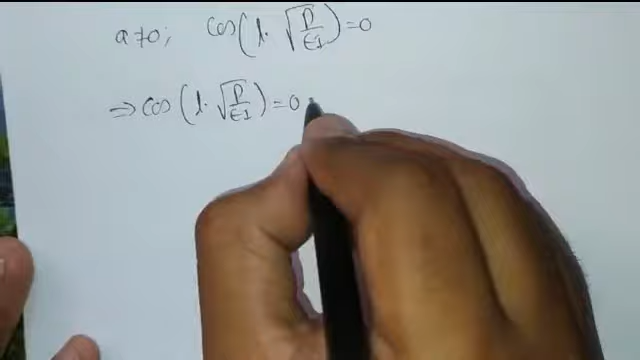 a≠0; cos(l·√(P/EI))=0
⇒ cos(l·√(P/EI))=0